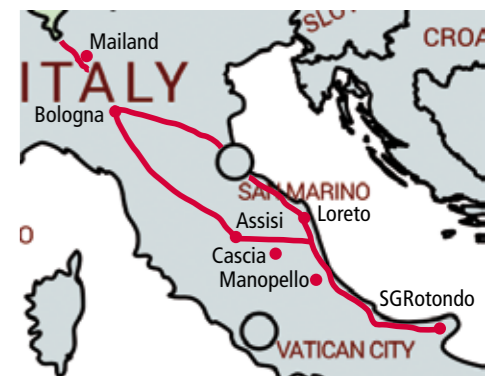 SLO
CROA
Mailand
ITALY
Bologna
SAN MARINO
Loreto
Assisi
O
Cascia
Manopello
SGRotondo
VATICAN CITY